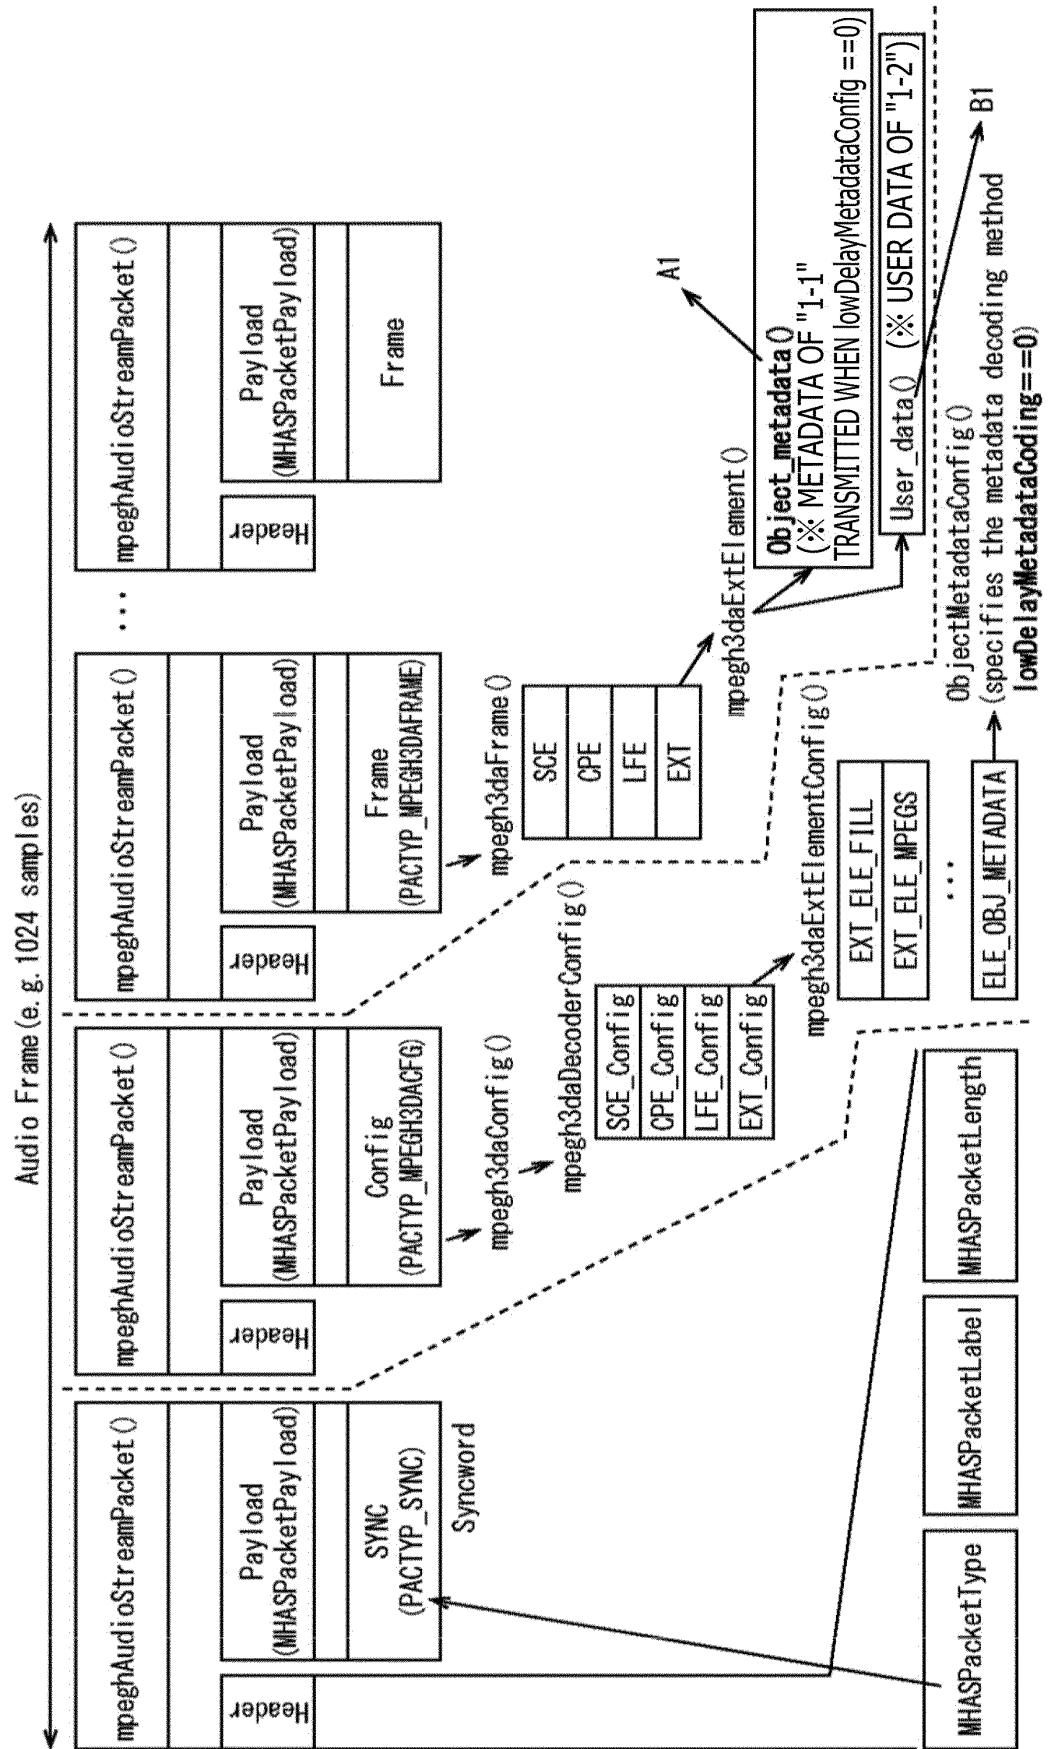 Audio Frame(e.g. 1024 samples)
mpeghAudioStreamPacket()
Header
Payload
(MHASPacketPayload)
SYNC
(PACTYP_SYNC)
Syncword
mpeghAudioStreamPacket()
Header
Payload
(MHASPacketPayload)
Config
(PACTYP_MPEGH3DACFG)
mpegh3daConfig()
mpegh3daDecoderConfig()
SCE_Config
CPE_Config
LFE_Config
EXT_Config
mpegh3daExtElementConfig()
EXT_ELE_FILL
EXT_ELE_MPEGS
...
ELE_OBJ_METADATA
ObjectMetadataConfig()
(specifies the metadata decoding method
lowDelayMetadataCoding==0)
mpeghAudioStreamPacket()
Header
Payload
(MHASPacketPayload)
Frame
(PACTYP_MPEGH3DAFRAME)
mpegh3daFrame()
SCE
CPE
LFE
EXT
mpegh3daExtElement()
Object_metadata()
(※ METADATA OF "1-1"
TRANSMITTED WHEN lowDelayMetadataConfig ==0)
A1
User_data() (※ USER DATA OF "1-2")
B1
...
mpeghAudioStreamPacket()
Header
Payload
(MHASPacketPayload)
Frame
MHASPacketType
MHASPacketLabel
MHASPacketLength